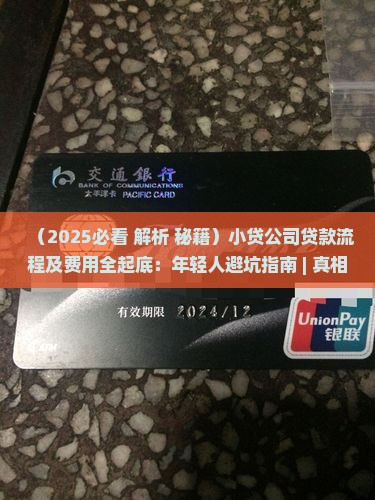 交通银行
BANK OF COMMUNICATIONS
太平洋卡 PACIFIC CARD
（2025必看 解析 秘籍）小贷公司贷款流
程及费用全起底：年轻人避坑指南 | 真相
有效期限 2024/12
UnionPay
银联
ATM